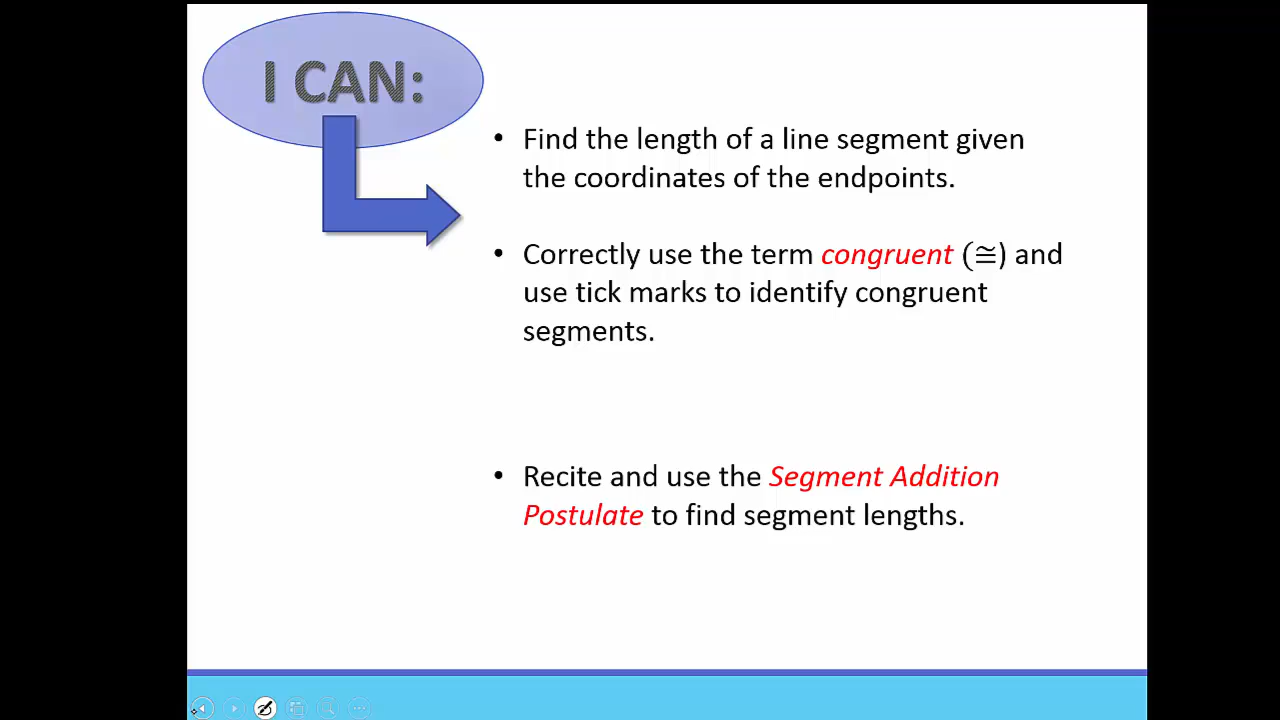 I CAN:
• Find the length of a line segment given
the coordinates of the endpoints.
• Correctly use the term congruent (≅) and
use tick marks to identify congruent
segments.
• Recite and use the Segment Addition
Postulate to find segment lengths.